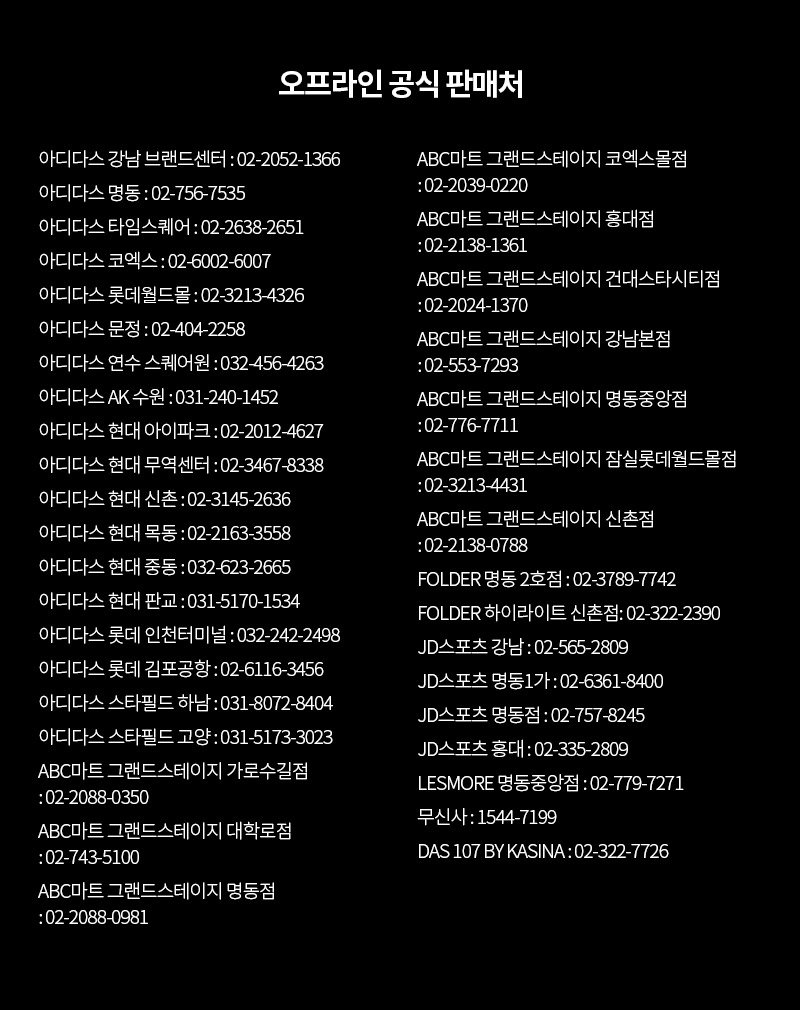 오프라인 공식 판매처
아디다스 강남 브랜드센터 : 02-2052-1366
아디다스 명동 : 02-756-7535
아디다스 타임스퀘어 : 02-2638-2651
아디다스 코엑스 : 02-6002-6007
아디다스 롯데월드몰 : 02-3213-4326
아디다스 문정 : 02-404-2258
아디다스 연수 스퀘어원 : 032-456-4263
아디다스 AK 수원 : 031-240-1452
아디다스 현대 아이파크 : 02-2012-4627
아디다스 현대 무역센터 : 02-3467-8338
아디다스 현대 신촌 : 02-3145-2636
아디다스 현대 목동 : 02-2163-3558
아디다스 현대 중동 : 032-623-2665
아디다스 현대 판교 : 031-5170-1534
아디다스 롯데 인천터미널 : 032-242-2498
아디다스 롯데 김포공항 : 02-6116-3456
아디다스 스타필드 하남 : 031-8072-8404
아디다스 스타필드 고양 : 031-5173-3023
ABC마트 그랜드스테이지 가로수길점
: 02-2088-0350
ABC마트 그랜드스테이지 대학로점
: 02-743-5100
ABC마트 그랜드스테이지 명동점
: 02-2088-0981
ABC마트 그랜드스테이지 코엑스몰점
: 02-2039-0220
ABC마트 그랜드스테이지 홍대점
: 02-2138-1361
ABC마트 그랜드스테이지 건대스타시티점
: 02-2024-1370
ABC마트 그랜드스테이지 강남본점
: 02-553-7293
ABC마트 그랜드스테이지 명동중앙점
: 02-776-7711
ABC마트 그랜드스테이지 잠실롯데월드몰점
: 02-3213-4431
ABC마트 그랜드스테이지 신촌점
: 02-2138-0788
FOLDER 명동 2호점 : 02-3789-7742
FOLDER 하이라이트 신촌점: 02-322-2390
JD스포츠 강남 : 02-565-2809
JD스포츠 명동1가 : 02-6361-8400
JD스포츠 명동점 : 02-757-8245
JD스포츠 홍대 : 02-335-2809
LESMORE 명동중앙점 : 02-779-7271
무신사 : 1544-7199
DAS 107 BY KASINA : 02-322-7726